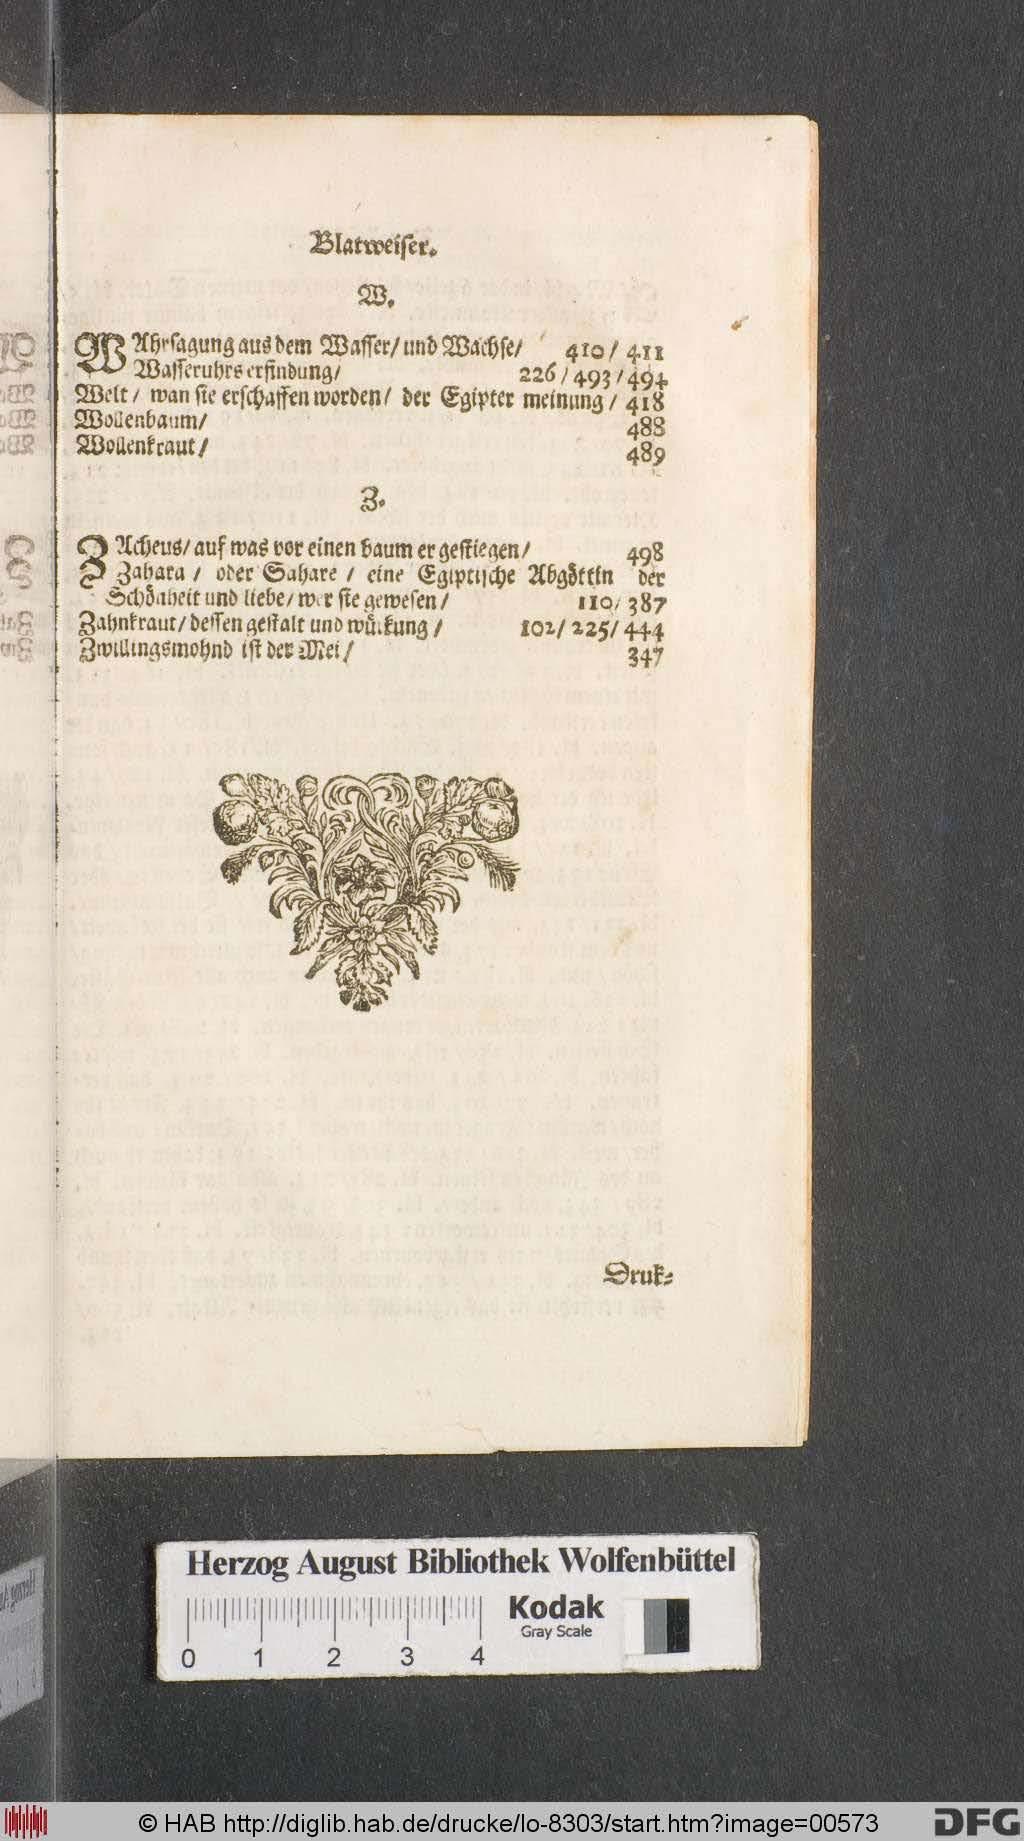 Blatweiser.
W.
WAhrsagung aus dem Wasser/ und Wachse/ 410/ 411
Wasseruhrs erfindung/ 226/ 493/ 494
Welt/ wan sie erschaffen worden/ der Egipter meinung/ 418
Wollenbaum/ 488
Wollenkraut/ 489
Z.
ZAcheus/ auf was vor einen baum er gestiegen/ 498
Zahara/ oder Sahare/ eine Egiptische Abgöttin der
Schönheit und liebe/ wer sie gewesen/ 110/ 387
Zahnkraut/ dessen gestalt und würkung/ 102/ 225/ 444
Zwillingsmohnd ist der Mei/ 347
Druk-
Herzog August Bibliothek Wolfenbüttel
Kodak
Gray Scale
0 1 2 3 4
© HAB http://diglib.hab.de/drucke/lo-8303/start.htm?image=00573
DFG